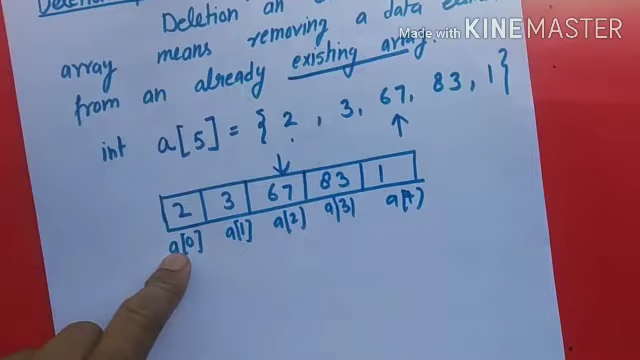 Deletion an
array means removing a data
from an already existing array.
int a[5] = { 2 , 3, 67, 83, 1 }
2 3 67 83 1
a[0] a[1] a[2] a[3] a[4]
Made with KINEMASTER